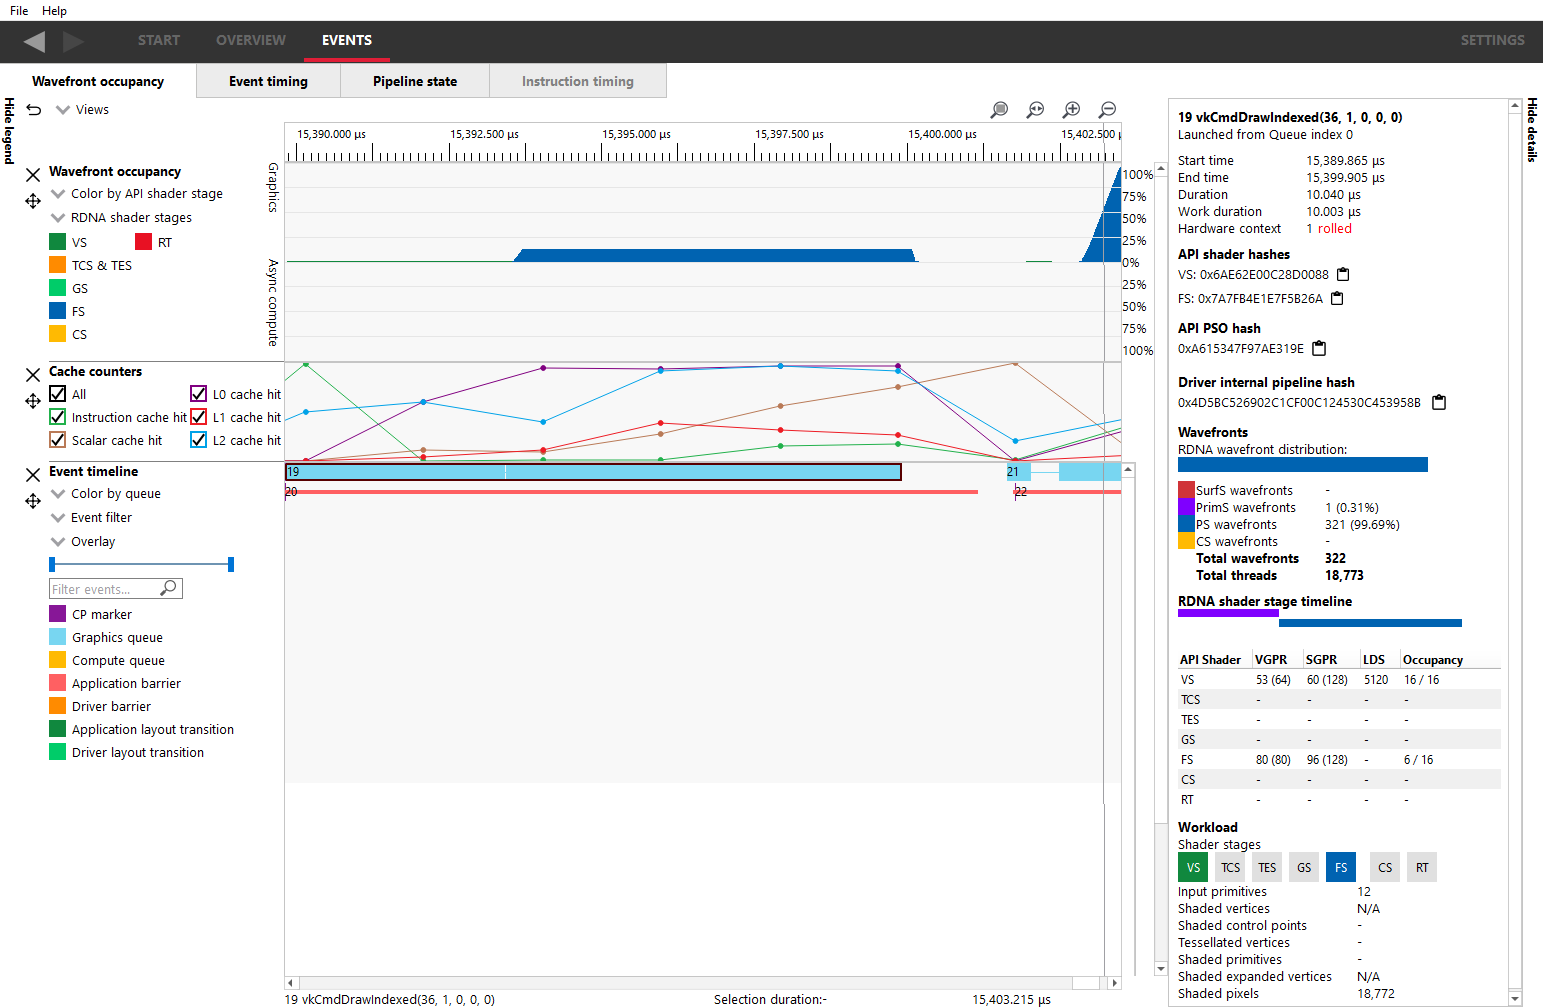 File Help
START OVERVIEW EVENTS SETTINGS
Wavefront occupancy Event timing Pipeline state Instruction timing
Hide legend
Views
15,390.000 µs 15,392.500 µs 15,395.000 µs 15,397.500 µs 15,400.000 µs 15,402.500 µs
Wavefront occupancy
Color by API shader stage
RDNA shader stages
VS RT
TCS & TES
GS
FS
CS
Graphics
Async compute
100%
75%
50%
25%
0%
25%
50%
75%
100%
Cache counters
All L0 cache hit
Instruction cache hit L1 cache hit
Scalar cache hit L2 cache hit
Event timeline
Color by queue
Event filter
Overlay
Filter events...
CP marker
Graphics queue
Compute queue
Application barrier
Driver barrier
Application layout transition
Driver layout transition
19 21
20 22
19 vkCmdDrawIndexed(36, 1, 0, 0, 0) Selection duration:- 15,403.215 µs
Hide details
19 vkCmdDrawIndexed(36, 1, 0, 0, 0)
Launched from Queue index 0
Start time 15,389.865 µs
End time 15,399.905 µs
Duration 10.040 µs
Work duration 10.003 µs
Hardware context 1 rolled
API shader hashes
VS: 0x6AE62E00C28D0088
FS: 0x7A7FB4E1E7F5B26A
API PSO hash
0xA615347F97AE319E
Driver internal pipeline hash
0x4D5BC526902C1CF00C124530C453958B
Wavefronts
RDNA wavefront distribution:
SurfS wavefronts -
PrimS wavefronts 1 (0.31%)
PS wavefronts 321 (99.69%)
CS wavefronts -
Total wavefronts 322
Total threads 18,773
RDNA shader stage timeline
API Shader VGPR SGPR LDS Occupancy
VS 53 (64) 60 (128) 5120 16 / 16
TCS - - - -
TES - - - -
GS - - - -
FS 80 (80) 96 (128) - 6 / 16
CS - - - -
RT - - - -
Workload
Shader stages
VS TCS TES GS FS CS RT
Input primitives 12
Shaded vertices N/A
Shaded control points -
Tessellated vertices -
Shaded primitives -
Shaded expanded vertices N/A
Shaded pixels 18,772